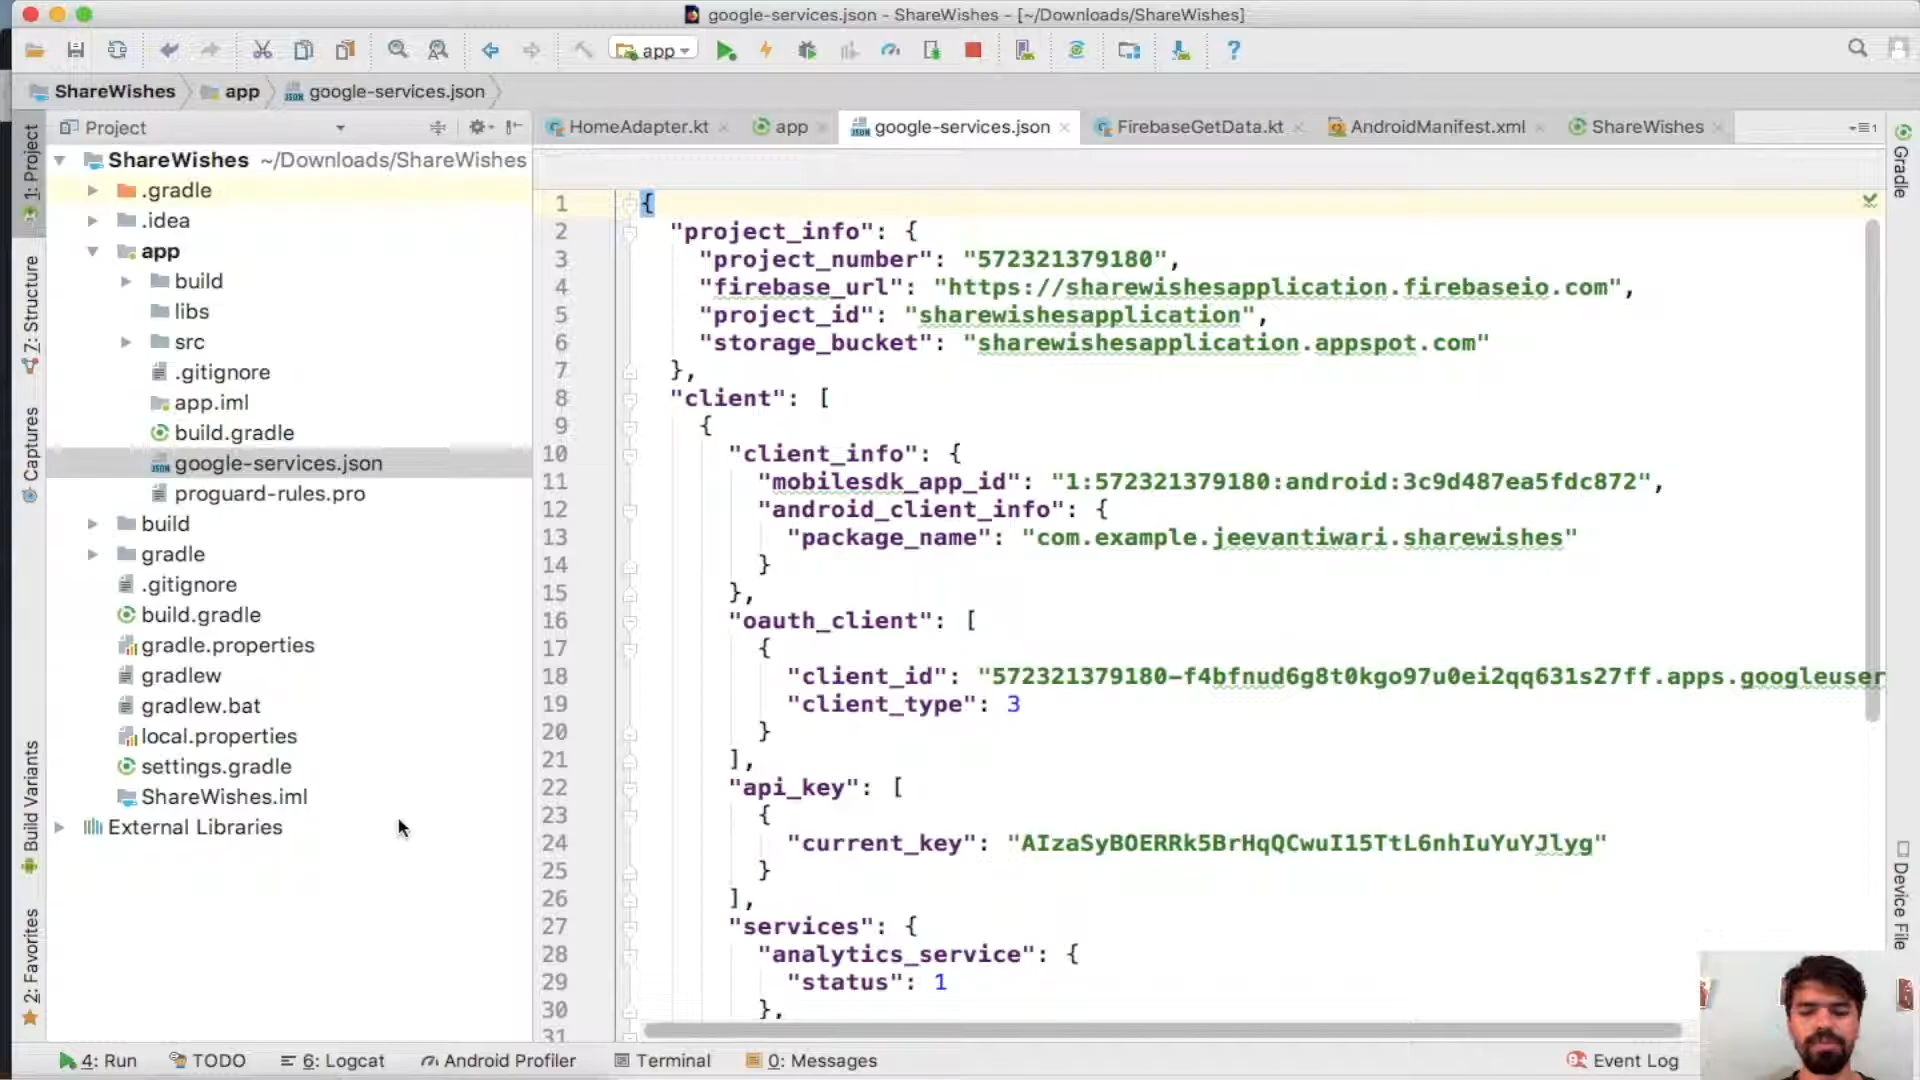 google-services.json - ShareWishes - [~/Downloads/ShareWishes]
app
ShareWishes app google-services.json
1: Project
7: Structure
Captures
Build Variants
2: Favorites
Project
ShareWishes ~/Downloads/ShareWishes
.gradle
.idea
app
build
libs
src
.gitignore
app.iml
build.gradle
google-services.json
proguard-rules.pro
build
gradle
.gitignore
build.gradle
gradle.properties
gradlew
gradlew.bat
local.properties
settings.gradle
ShareWishes.iml
External Libraries
HomeAdapter.kt app google-services.json FirebaseGetData.kt AndroidManifest.xml ShareWishes
1 {
2 "project_info": {
3 "project_number": "572321379180",
4 "firebase_url": "https://sharewishesapplication.firebaseio.com",
5 "project_id": "sharewishesapplication",
6 "storage_bucket": "sharewishesapplication.appspot.com"
7 },
8 "client": [
9 {
10 "client_info": {
11 "mobilesdk_app_id": "1:572321379180:android:3c9d487ea5fdc872",
12 "android_client_info": {
13 "package_name": "com.example.jeevantiwari.sharewishes"
14 }
15 },
16 "oauth_client": [
17 {
18 "client_id": "572321379180-f4bfnud6g8t0kgo97u0ei2qq631s27ff.apps.googleuser
19 "client_type": 3
20 }
21 ],
22 "api_key": [
23 {
24 "current_key": "AIzaSyBOERRk5BrHqQCwuI15TtL6nhIuYuYJlyg"
25 }
26 ],
27 "services": {
28 "analytics_service": {
29 "status": 1
30 },
31
Gradle
Device File
4: Run TODO 6: Logcat Android Profiler Terminal 0: Messages Event Log